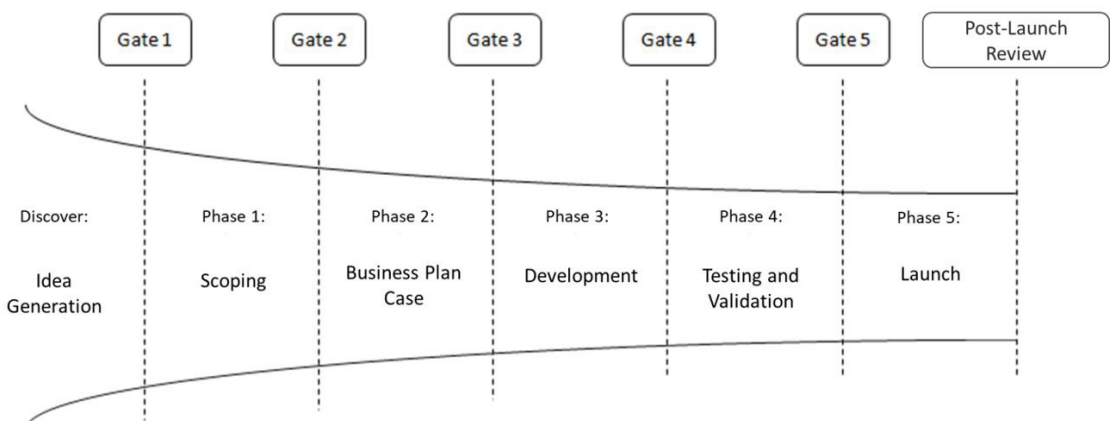 Gate 1
Gate 2
Gate 3
Gate 4
Gate 5
Post-Launch
Review
Discover:
Phase 1:
Phase 2:
Phase 3:
Phase 4:
Phase 5:
Idea
Generation
Scoping
Business Plan
Case
Development
Testing and
Validation
Launch